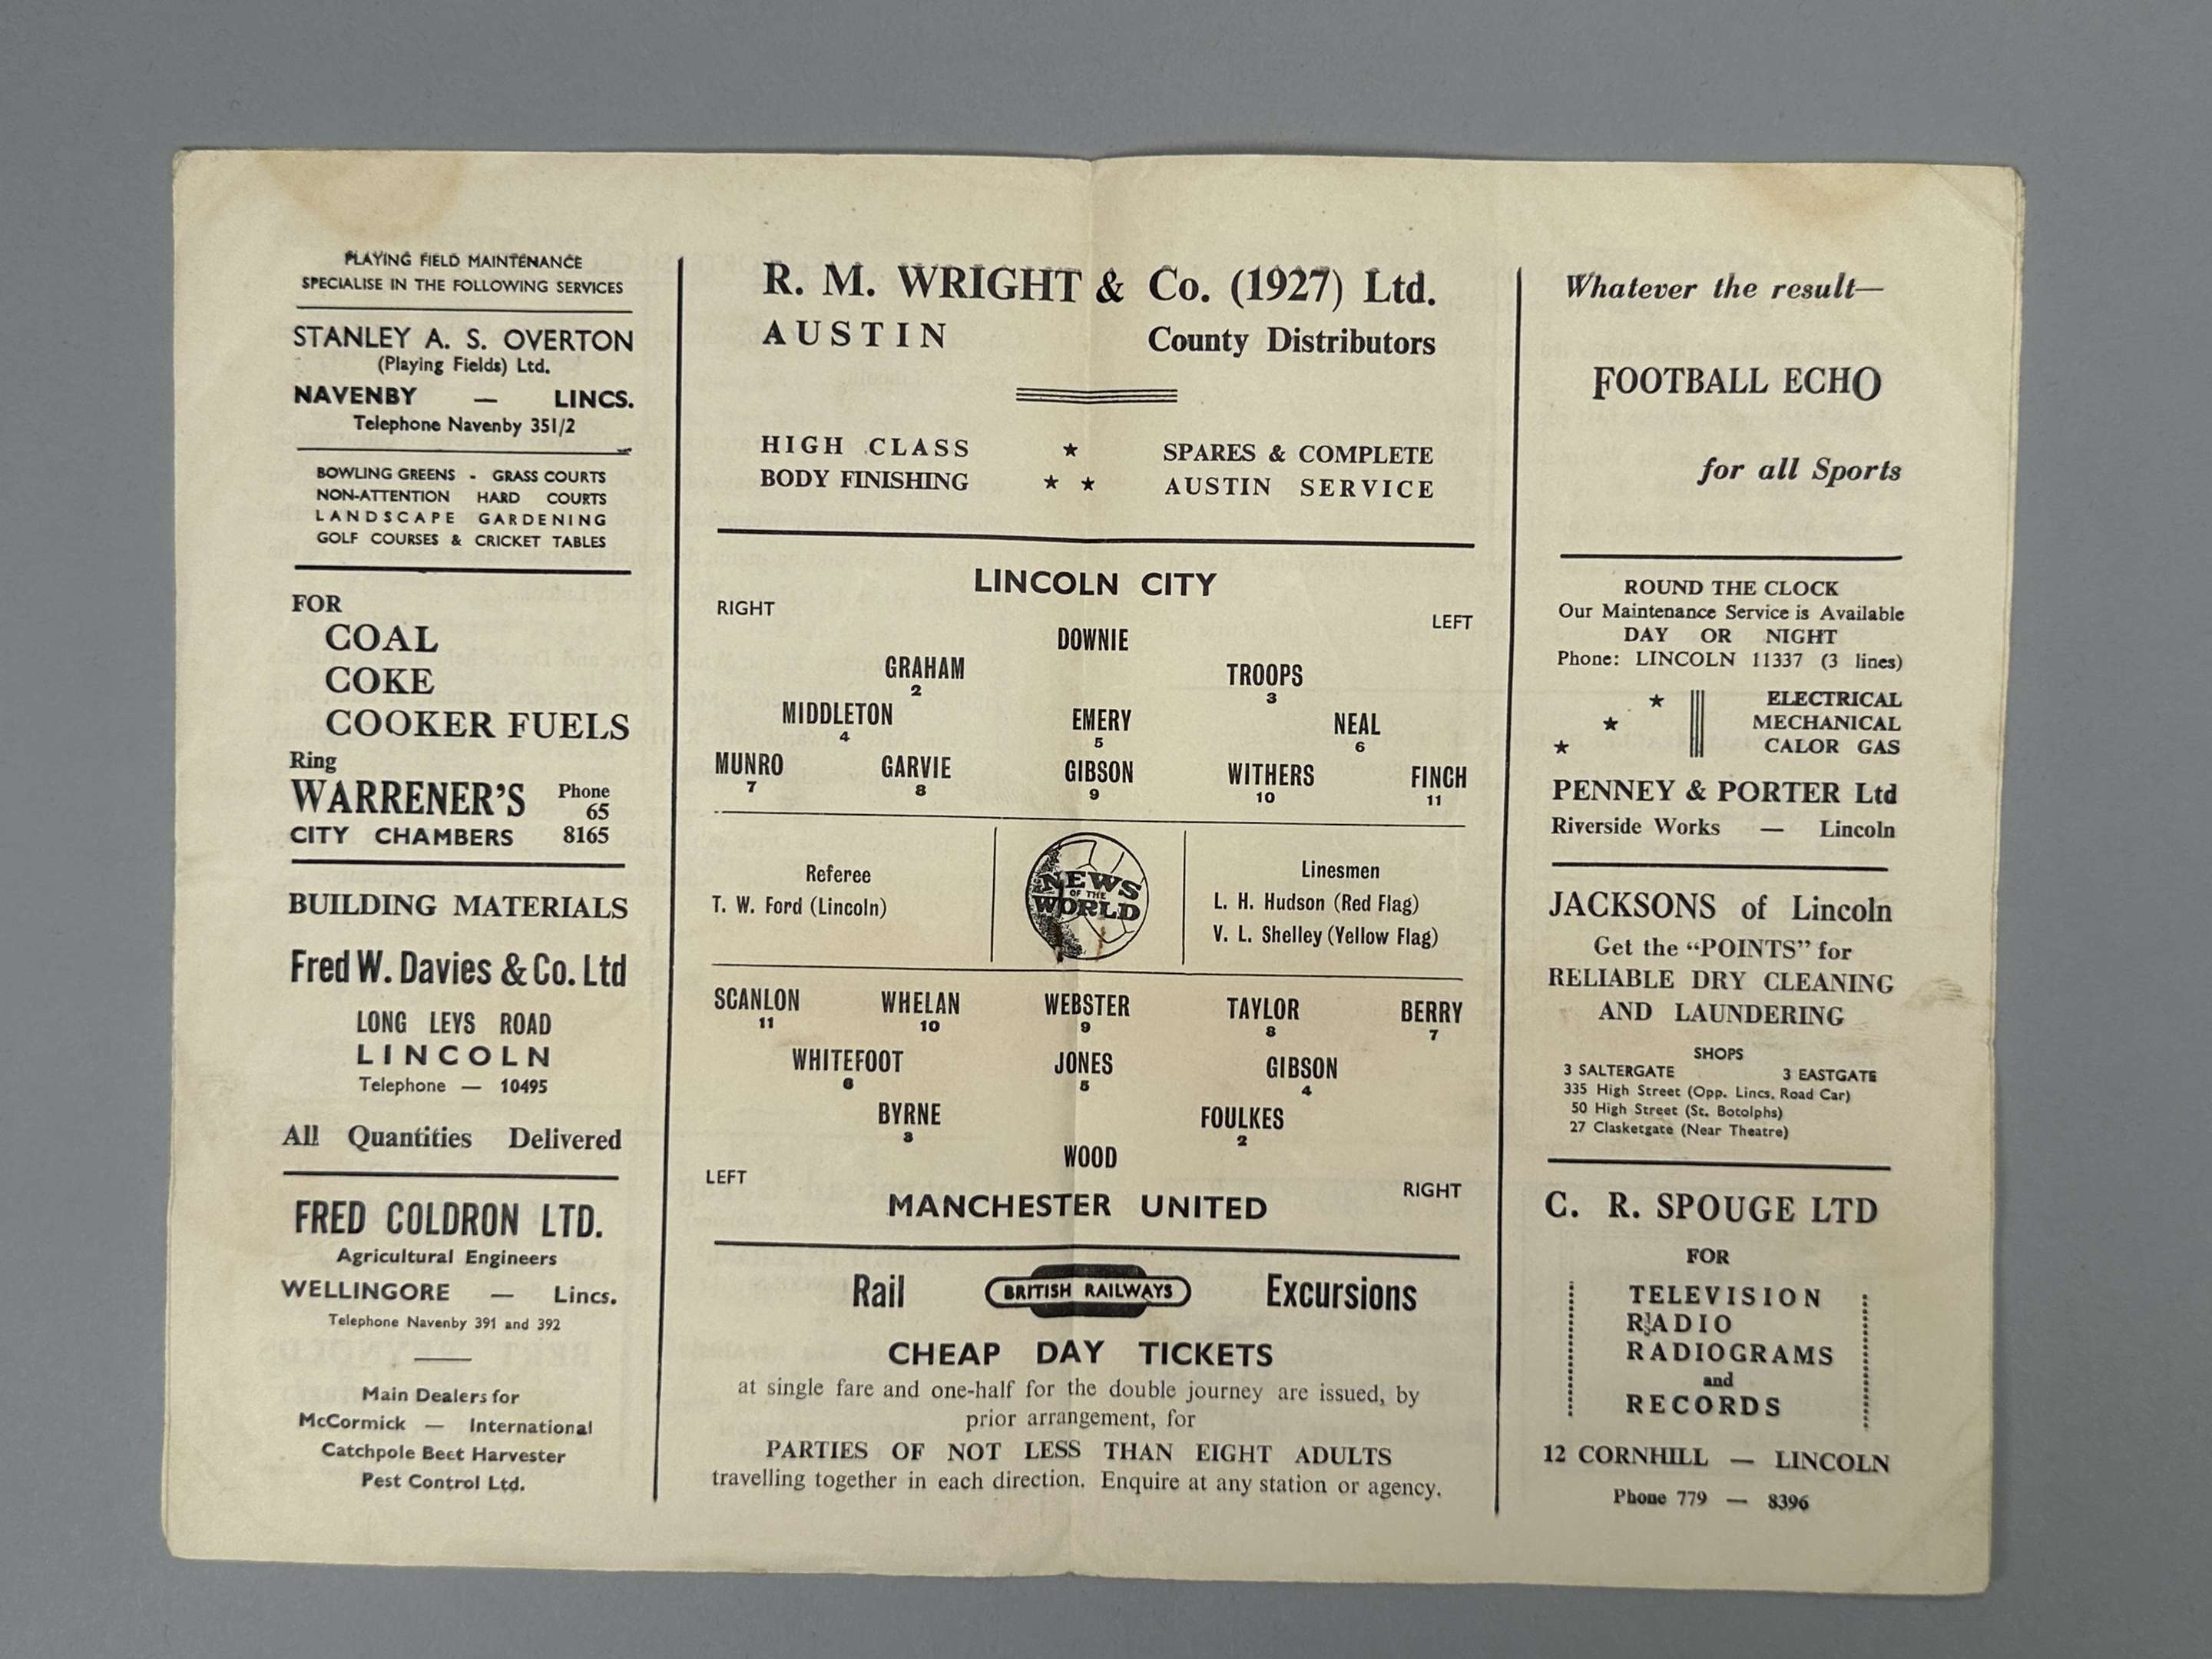 PLAYING FIELD MAINTENANCE
SPECIALISE IN THE FOLLOWING SERVICES
STANLEY A. S. OVERTON
(Playing Fields) Ltd.
NAVENBY — LINCS.
Telephone Navenby 351/2
BOWLING GREENS - GRASS COURTS
NON-ATTENTION HARD COURTS
LANDSCAPE GARDENING
GOLF COURSES & CRICKET TABLES
FOR
COAL
COKE
COOKER FUELS
Ring
WARRENER'S Phone
65
CITY CHAMBERS 8165
BUILDING MATERIALS
Fred W. Davies & Co. Ltd
LONG LEYS ROAD
LINCOLN
Telephone — 10495
All Quantities Delivered
FRED COLDRON LTD.
Agricultural Engineers
WELLINGORE — Lincs.
Telephone Navenby 391 and 392
Main Dealers for
McCormick — International
Catchpole Beet Harvester
Pest Control Ltd.
R. M. WRIGHT & Co. (1927) Ltd.
AUSTIN County Distributors
HIGH CLASS SPARES & COMPLETE
BODY FINISHING AUSTIN SERVICE
LINCOLN CITY
RIGHT LEFT
DOWNIE
GRAHAM TROOPS
2 3
MIDDLETON EMERY NEAL
4 5 6
MUNRO GARVIE GIBSON WITHERS FINCH
7 8 9 10 11
Referee
T. W. Ford (Lincoln)
NEWS
OF THE
WORLD
Linesmen
L. H. Hudson (Red Flag)
V. L. Shelley (Yellow Flag)
SCANLON WHELAN WEBSTER TAYLOR BERRY
11 10 9 8 7
WHITEFOOT JONES GIBSON
6 5 4
BYRNE FOULKES
3 2
WOOD
LEFT RIGHT
MANCHESTER UNITED
Rail BRITISH RAILWAYS Excursions
CHEAP DAY TICKETS
at single fare and one-half for the double journey are issued, by
prior arrangement, for
PARTIES OF NOT LESS THAN EIGHT ADULTS
travelling together in each direction. Enquire at any station or agency.
Whatever the result—
FOOTBALL ECHO
for all Sports
ROUND THE CLOCK
Our Maintenance Service is Available
DAY OR NIGHT
Phone: LINCOLN 11337 (3 lines)
ELECTRICAL
MECHANICAL
CALOR GAS
PENNEY & PORTER Ltd
Riverside Works — Lincoln
JACKSONS of Lincoln
Get the "POINTS" for
RELIABLE DRY CLEANING
AND LAUNDERING
SHOPS
3 SALTERGATE 3 EASTGATE
335 High Street (Opp. Lincs. Road Car)
50 High Street (St. Botolphs)
27 Clasketgate (Near Theatre)
C. R. SPOUGE LTD
FOR
TELEVISION
RADIO
RADIOGRAMS
and
RECORDS
12 CORNHILL — LINCOLN
Phone 779 — 8396